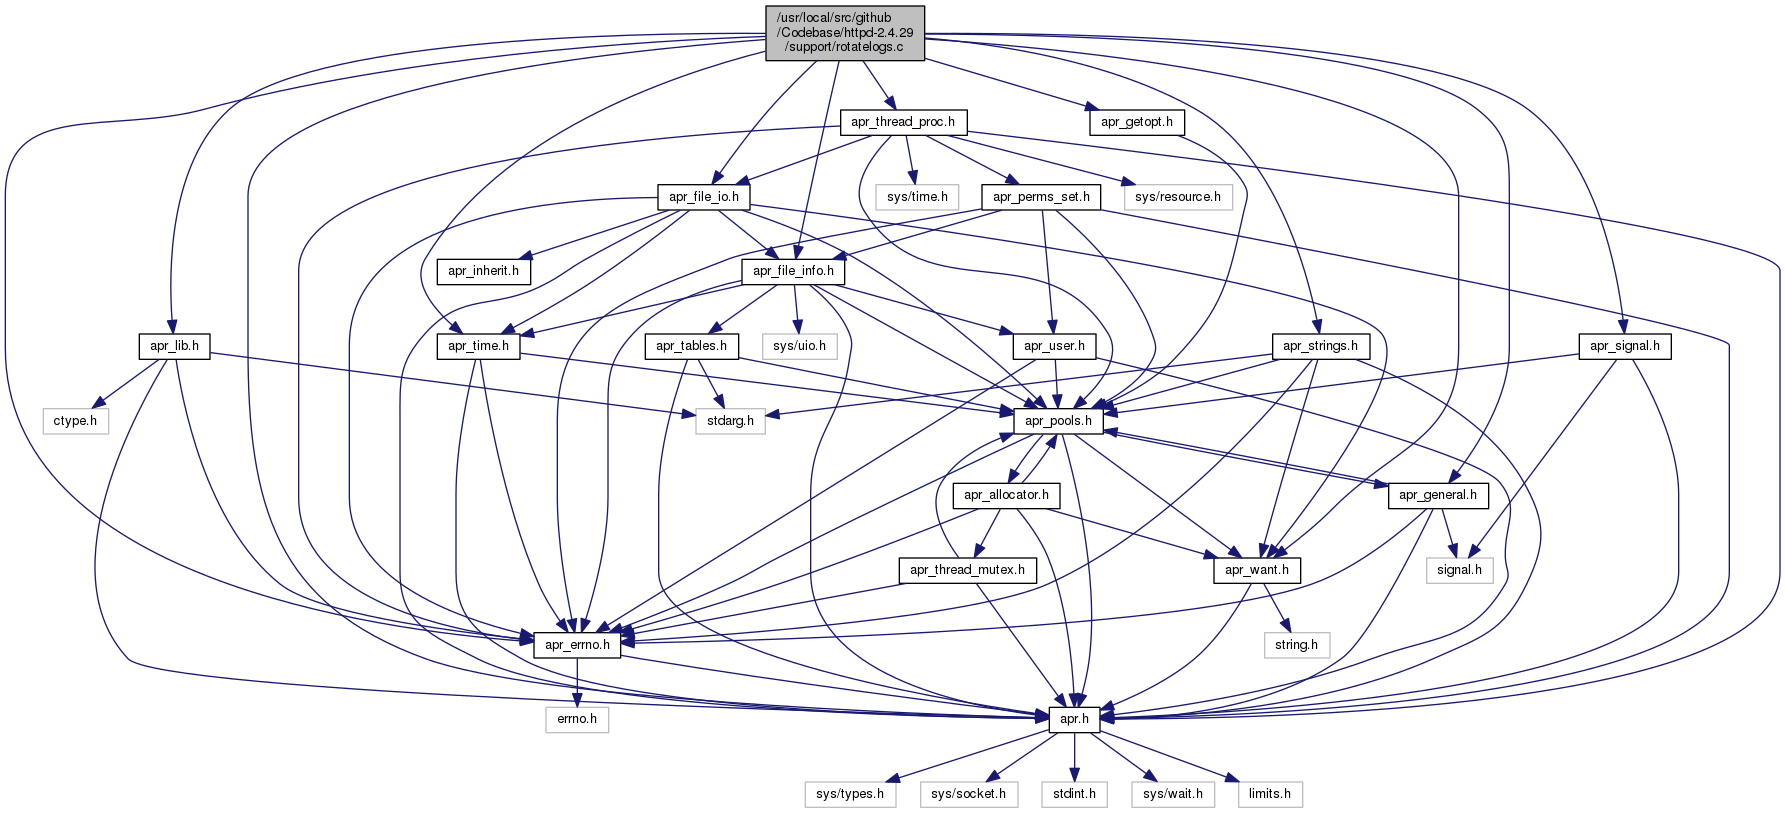 /usr/local/src/github
/Codebase/httpd-2.4.29
/support/rotatelogs.c
apr_thread_proc.h
apr_getopt.h
apr_file_io.h
sys/time.h
apr_perms_set.h
sys/resource.h
apr_inherit.h
apr_file_info.h
apr_lib.h
apr_time.h
apr_tables.h
sys/uio.h
apr_user.h
apr_strings.h
apr_signal.h
ctype.h
stdarg.h
apr_pools.h
apr_allocator.h
apr_general.h
apr_thread_mutex.h
apr_want.h
signal.h
apr_errno.h
string.h
errno.h
apr.h
sys/types.h
sys/socket.h
stdint.h
sys/wait.h
limits.h